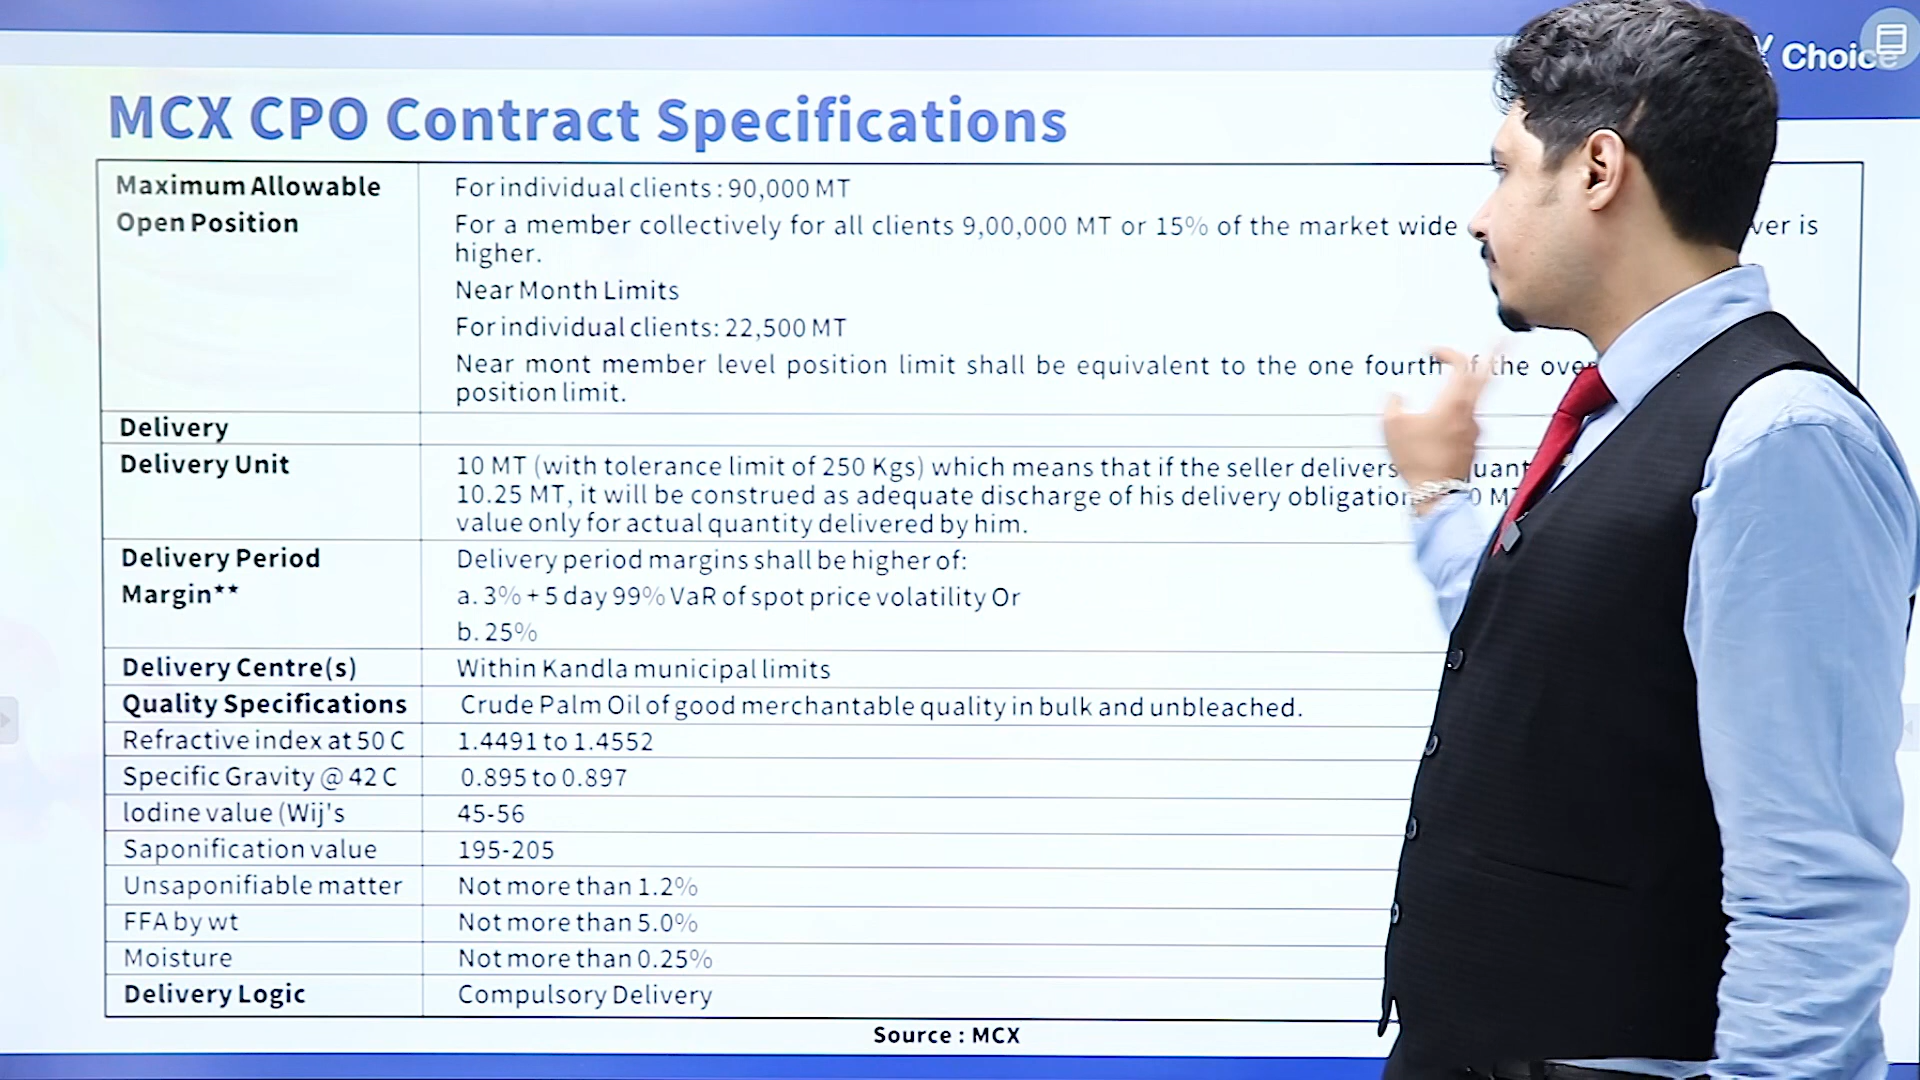 Choice
MCX CPO Contract Specifications
Maximum Allowable
Open Position
For individual clients : 90,000 MT
For a member collectively for all clients 9,00,000 MT or 15% of the market wide
is
higher.
Near Month Limits
For individual clients: 22,500 MT
Near mont member level position limit shall be equivalent to the one fourth of the
position limit.
Delivery
Delivery Unit
10 MT (with tolerance limit of 250 Kgs) which means that if the seller delivers
10.25 MT, it will be construed as adequate discharge of his delivery obligation
value only for actual quantity delivered by him.
Delivery Period
Margin**
Delivery period margins shall be higher of:
a. 3% + 5 day 99% VaR of spot price volatility Or
b. 25%
Delivery Centre(s)
Within Kandla municipal limits
Quality Specifications
Crude Palm Oil of good merchantable quality in bulk and unbleached.
Refractive index at 50 C
1.4491 to 1.4552
Specific Gravity @ 42 C
0.895 to 0.897
Iodine value (Wij's
45-56
Saponification value
195-205
Unsaponifiable matter
Not more than 1.2%
FFA by wt
Not more than 5.0%
Moisture
Not more than 0.25%
Delivery Logic
Compulsory Delivery
Source : MCX